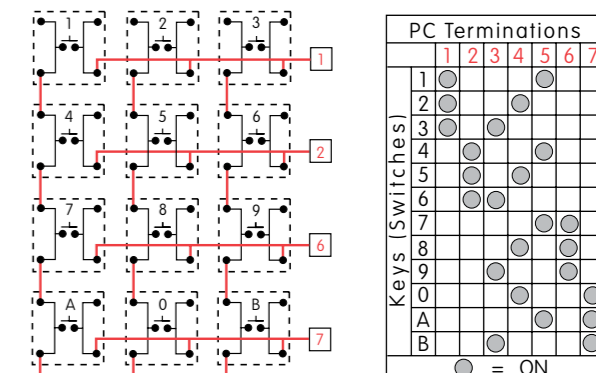 1 2 3
1
4 5 6
2
7 8 9
6
A 0 B
7
PC Terminations
1 2 3 4 5 6 7
Keys (Switches)
1
2
3
4
5
6
7
8
9
0
A
B
= ON